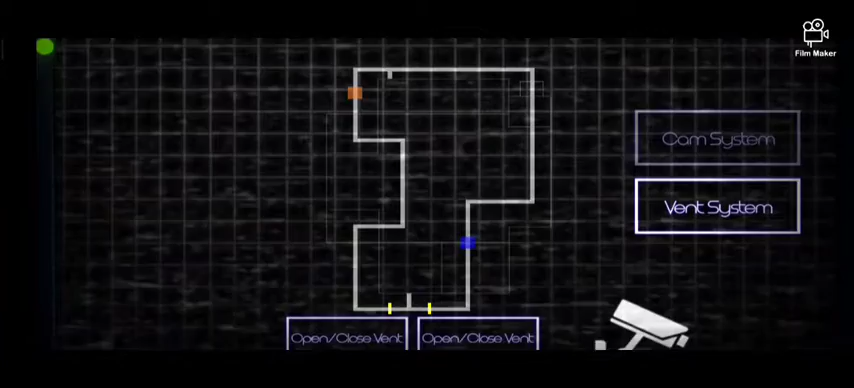 Film Maker
Cam System
Vent System
Open/Close Vent
Open/Close Vent